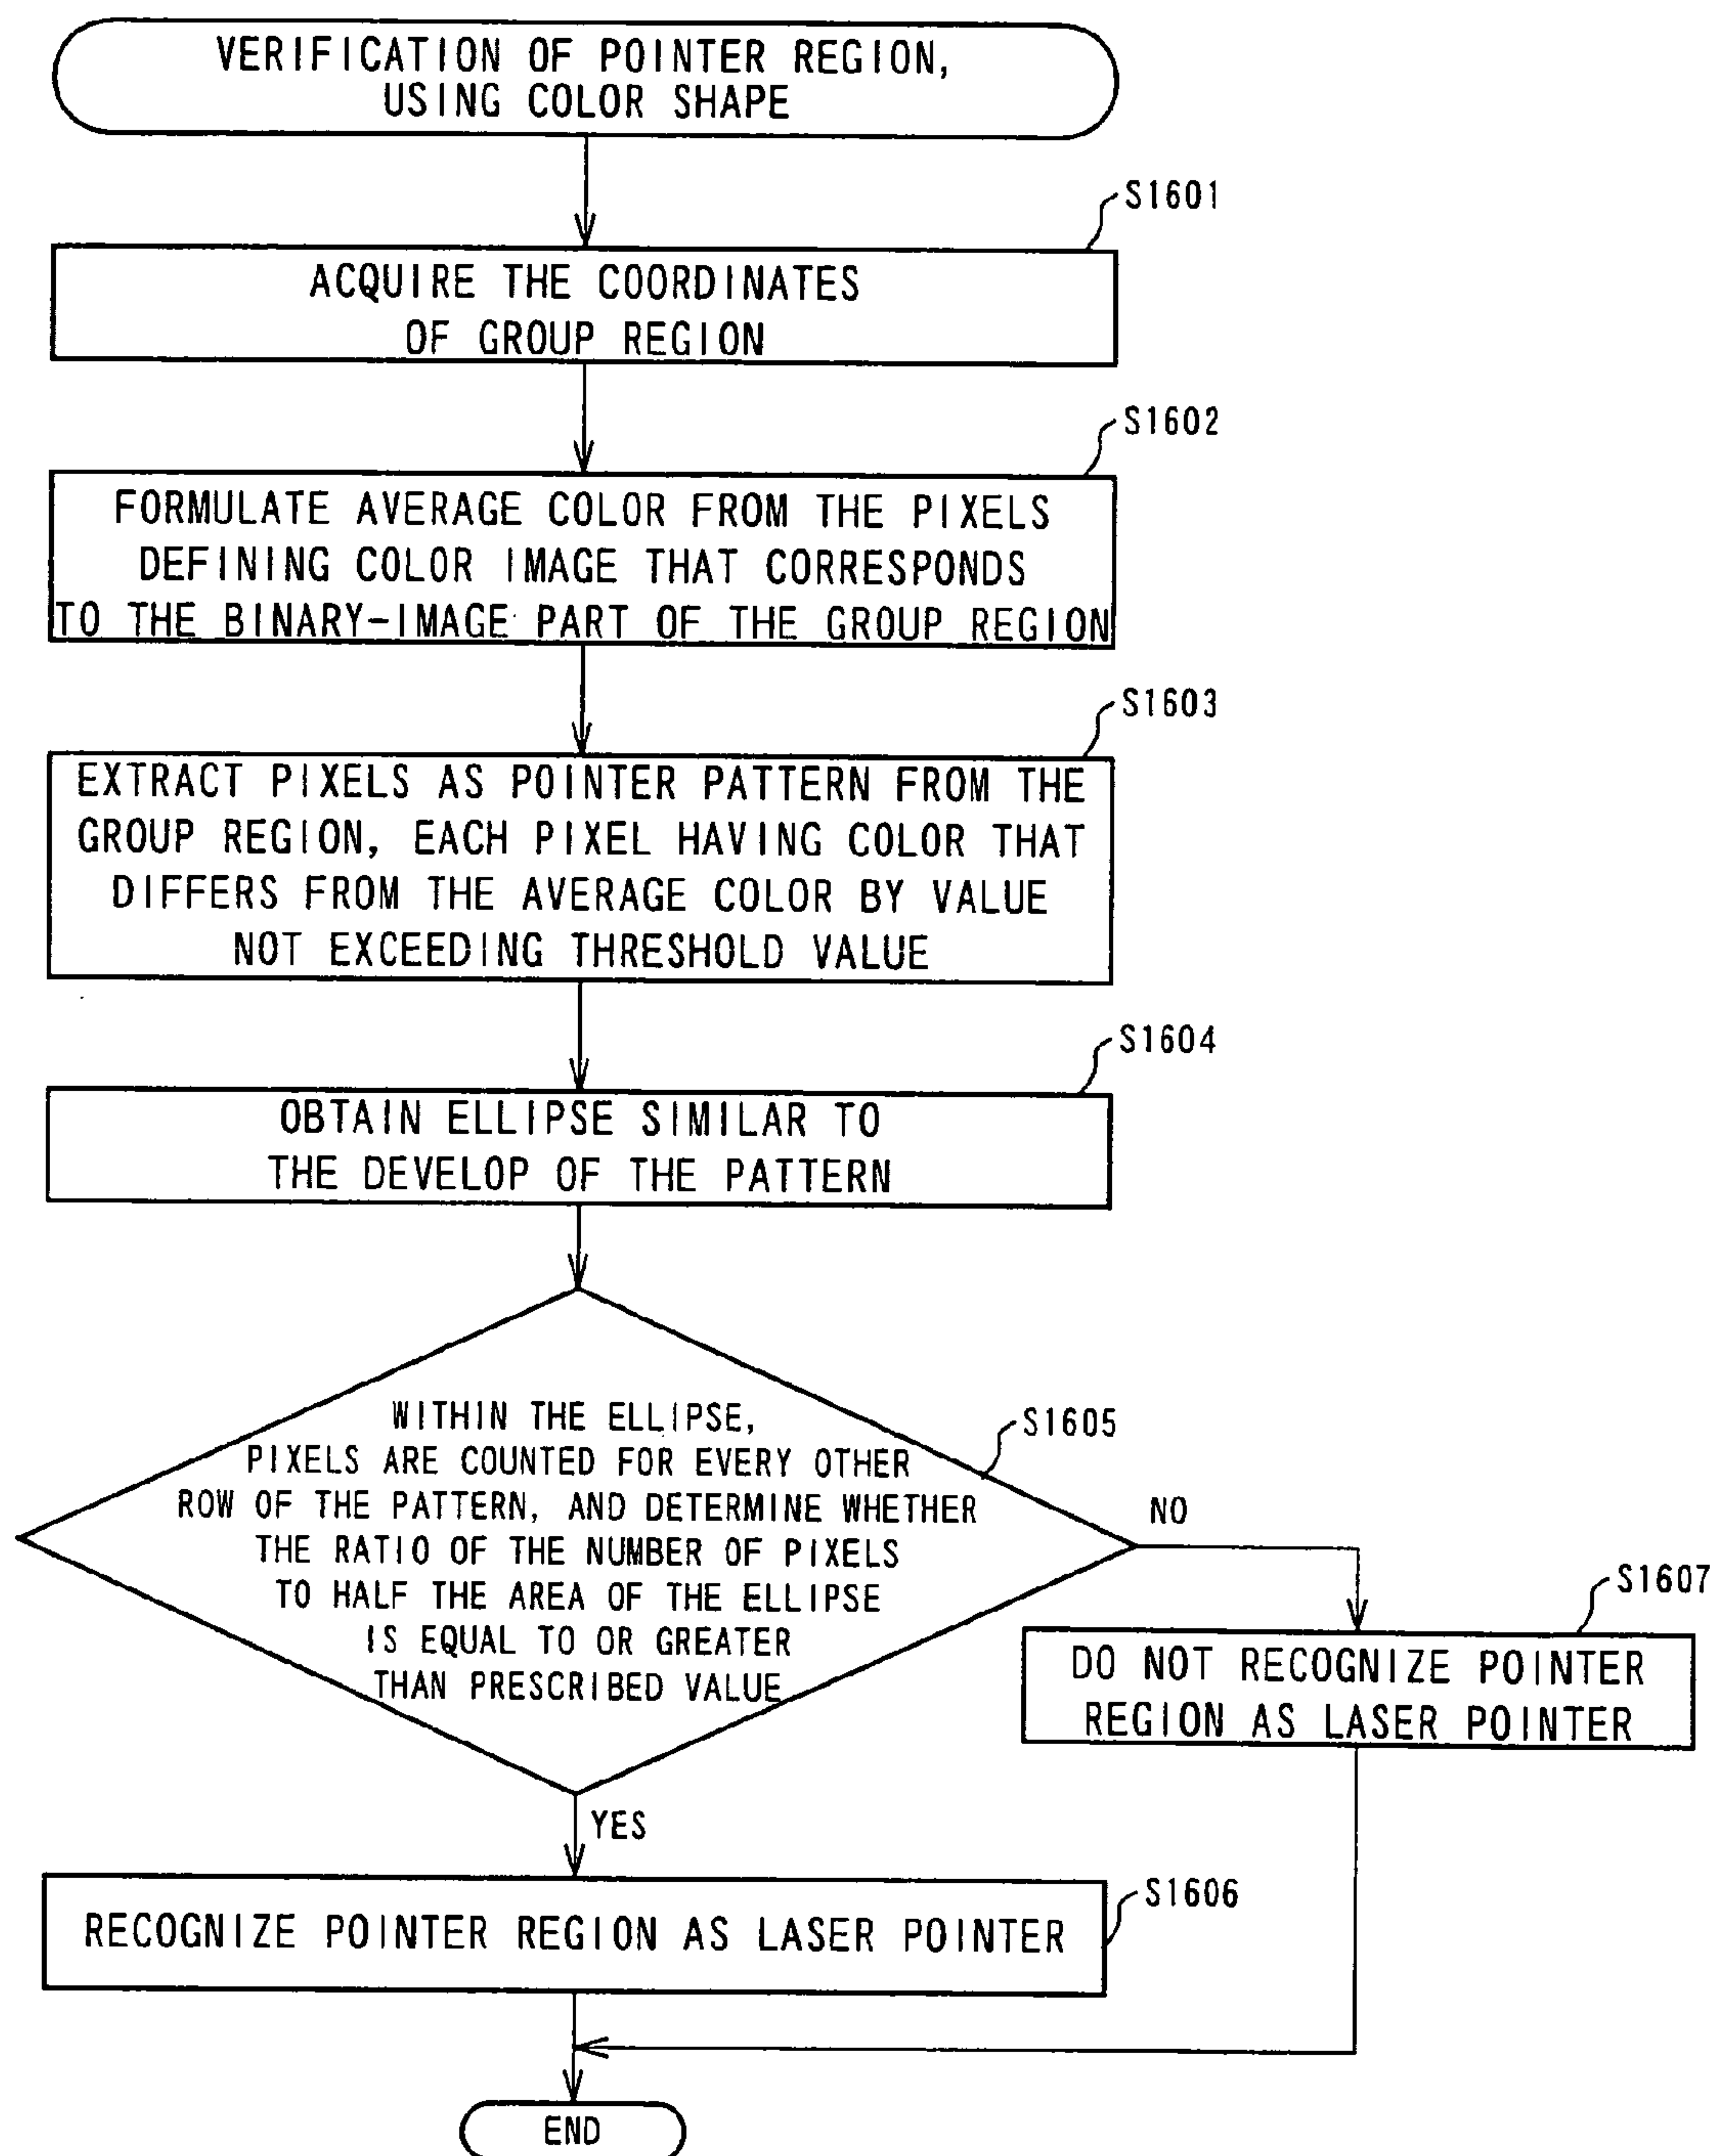 VERIFICATION OF POINTER REGION,
USING COLOR SHAPE
S1601
ACQUIRE THE COORDINATES
OF GROUP REGION
S1602
FORMULATE AVERAGE COLOR FROM THE PIXELS
DEFINING COLOR IMAGE THAT CORRESPONDS
TO THE BINARY-IMAGE PART OF THE GROUP REGION
S1603
EXTRACT PIXELS AS POINTER PATTERN FROM THE
GROUP REGION, EACH PIXEL HAVING COLOR THAT
DIFFERS FROM THE AVERAGE COLOR BY VALUE
NOT EXCEEDING THRESHOLD VALUE
S1604
OBTAIN ELLIPSE SIMILAR TO
THE DEVELOP OF THE PATTERN
S1605
WITHIN THE ELLIPSE,
PIXELS ARE COUNTED FOR EVERY OTHER
ROW OF THE PATTERN, AND DETERMINE WHETHER
THE RATIO OF THE NUMBER OF PIXELS
TO HALF THE AREA OF THE ELLIPSE
IS EQUAL TO OR GREATER
THAN PRESCRIBED VALUE
NO
S1607
DO NOT RECOGNIZE POINTER
REGION AS LASER POINTER
YES
S1606
RECOGNIZE POINTER REGION AS LASER POINTER
END